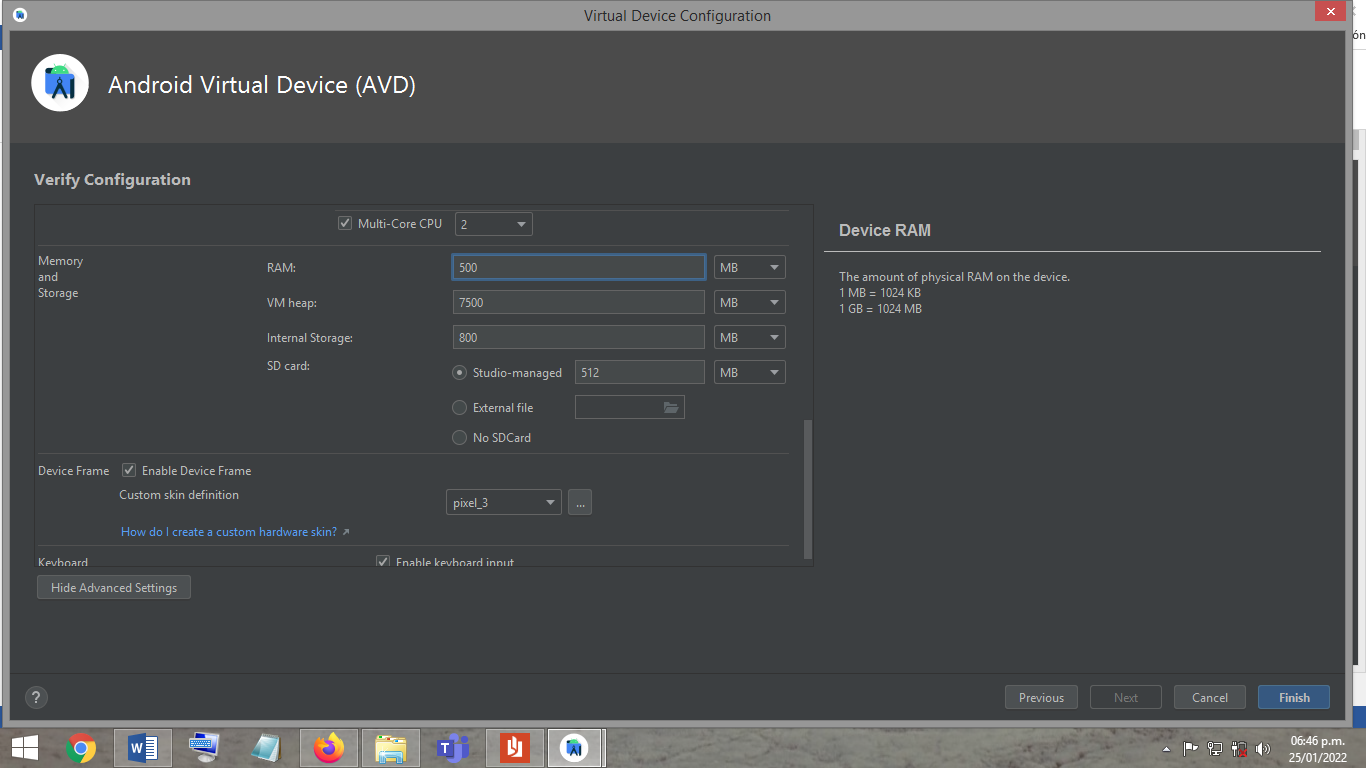 Virtual Device Configuration
ón
Android Virtual Device (AVD)
Verify Configuration
Multi-Core CPU 2
Memory
and
Storage
RAM: 500 MB
VM heap: 7500 MB
Internal Storage: 800 MB
SD card:
Studio-managed 512 MB
External file
No SDCard
Device Frame Enable Device Frame
Custom skin definition
pixel_3 ...
How do I create a custom hardware skin? ↗
Keyboard Enable keyboard input
Hide Advanced Settings
Device RAM
The amount of physical RAM on the device.
1 MB = 1024 KB
1 GB = 1024 MB
?
Previous Next Cancel Finish
06:46 p.m.
25/01/2022